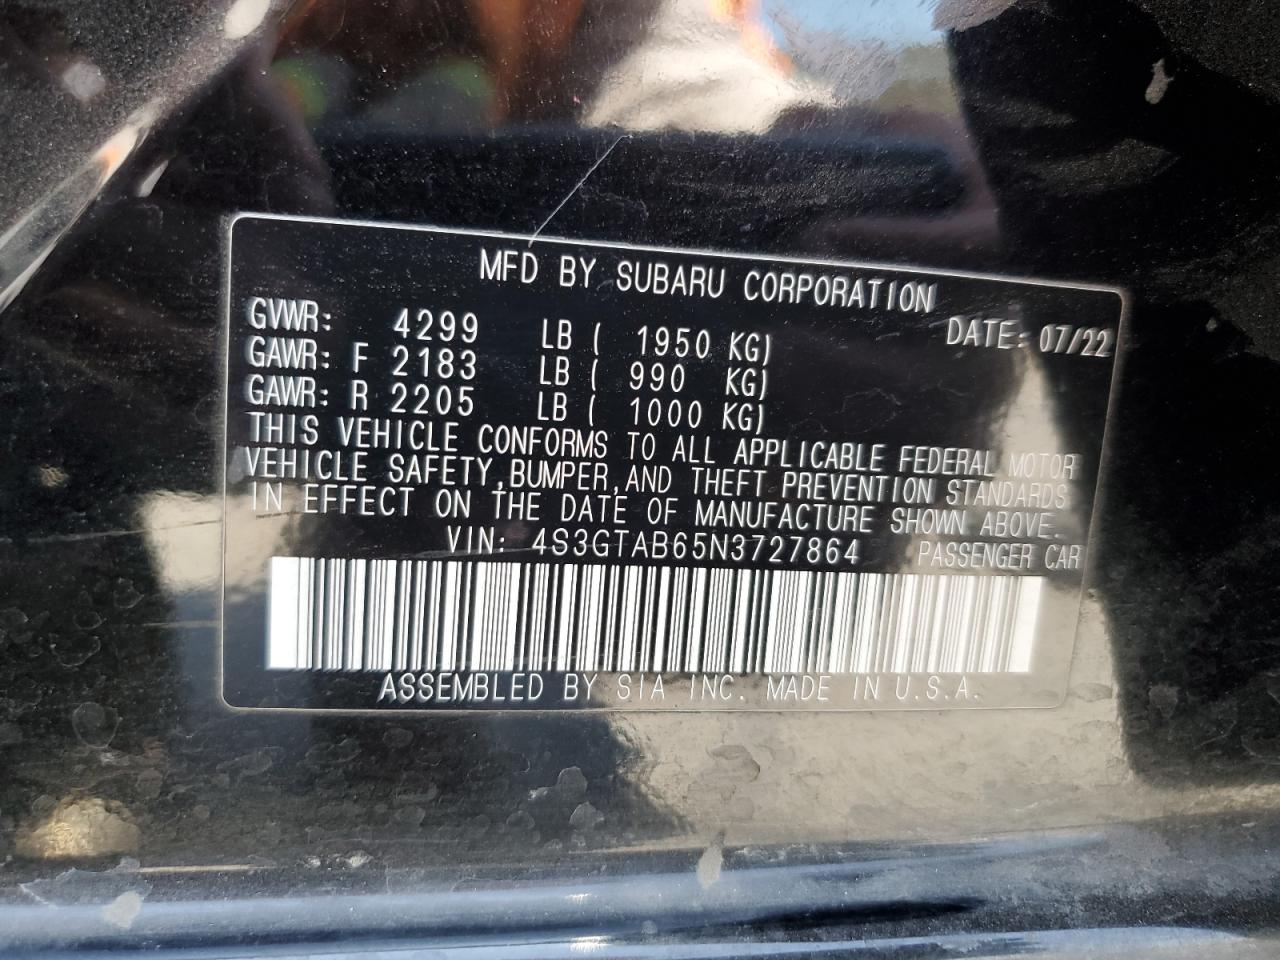 MFD BY SUBARU CORPORATION
GVWR: 4299 LB ( 1950 KG) DATE: 07/22
GAWR: F 2183 LB ( 990 KG)
GAWR: R 2205 LB ( 1000 KG)
THIS VEHICLE CONFORMS TO ALL APPLICABLE FEDERAL MOTOR
VEHICLE SAFETY, BUMPER, AND THEFT PREVENTION STANDARDS
IN EFFECT ON THE DATE OF MANUFACTURE SHOWN ABOVE.
VIN: 4S3GTAB65N3727864 PASSENGER CAR
ASSEMBLED BY SIA INC. MADE IN U.S.A.